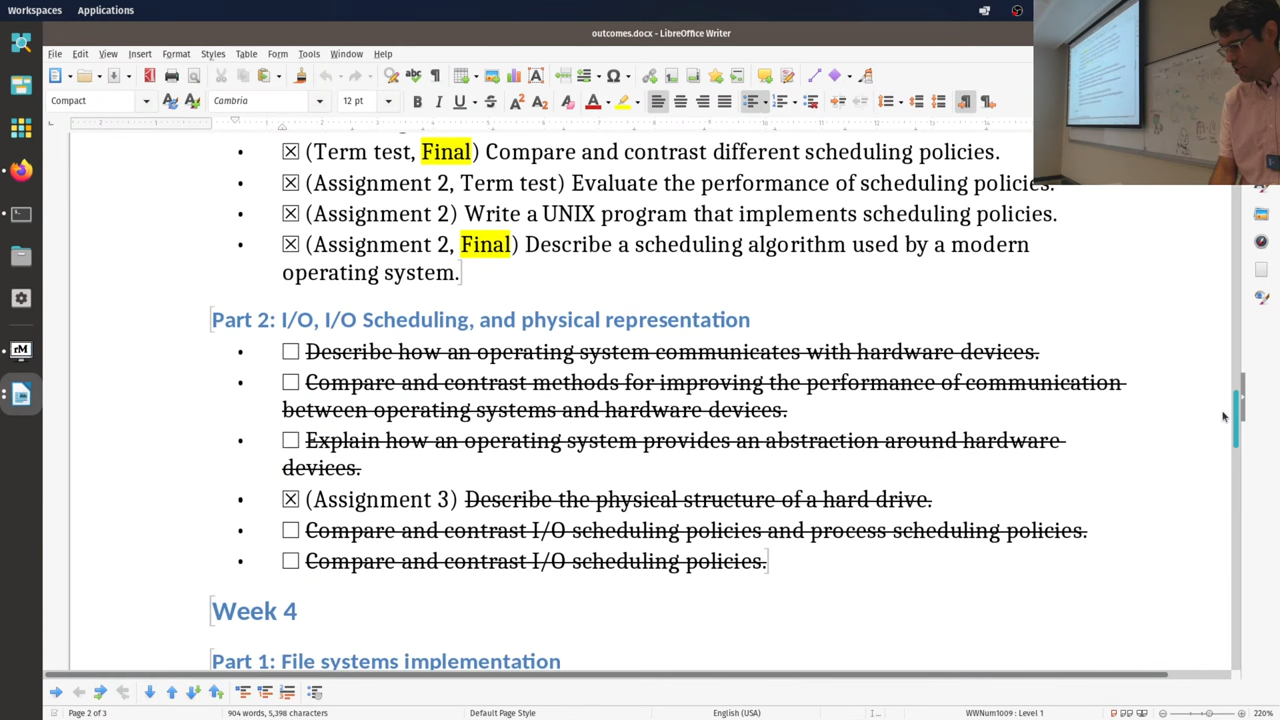 Workspaces Applications
outcomes.docx - LibreOffice Writer
File Edit View Insert Format Styles Table Form Tools Window Help
Compact Cambria 12 pt
☒ (Term test, Final) Compare and contrast different scheduling policies.
☒ (Assignment 2, Term test) Evaluate the performance of scheduling policies.
☒ (Assignment 2) Write a UNIX program that implements scheduling policies.
☒ (Assignment 2, Final) Describe a scheduling algorithm used by a modern
operating system.
Part 2: I/O, I/O Scheduling, and physical representation
☐ Describe how an operating system communicates with hardware devices.
☐ Compare and contrast methods for improving the performance of communication
between operating systems and hardware devices.
☐ Explain how an operating system provides an abstraction around hardware
devices.
☒ (Assignment 3) Describe the physical structure of a hard drive.
☐ Compare and contrast I/O scheduling policies and process scheduling policies.
☐ Compare and contrast I/O scheduling policies.
Week 4
Part 1: File systems implementation
Page 2 of 3 904 words, 5,398 characters Default Page Style English (USA) WWNum1009 : Level 1 220%